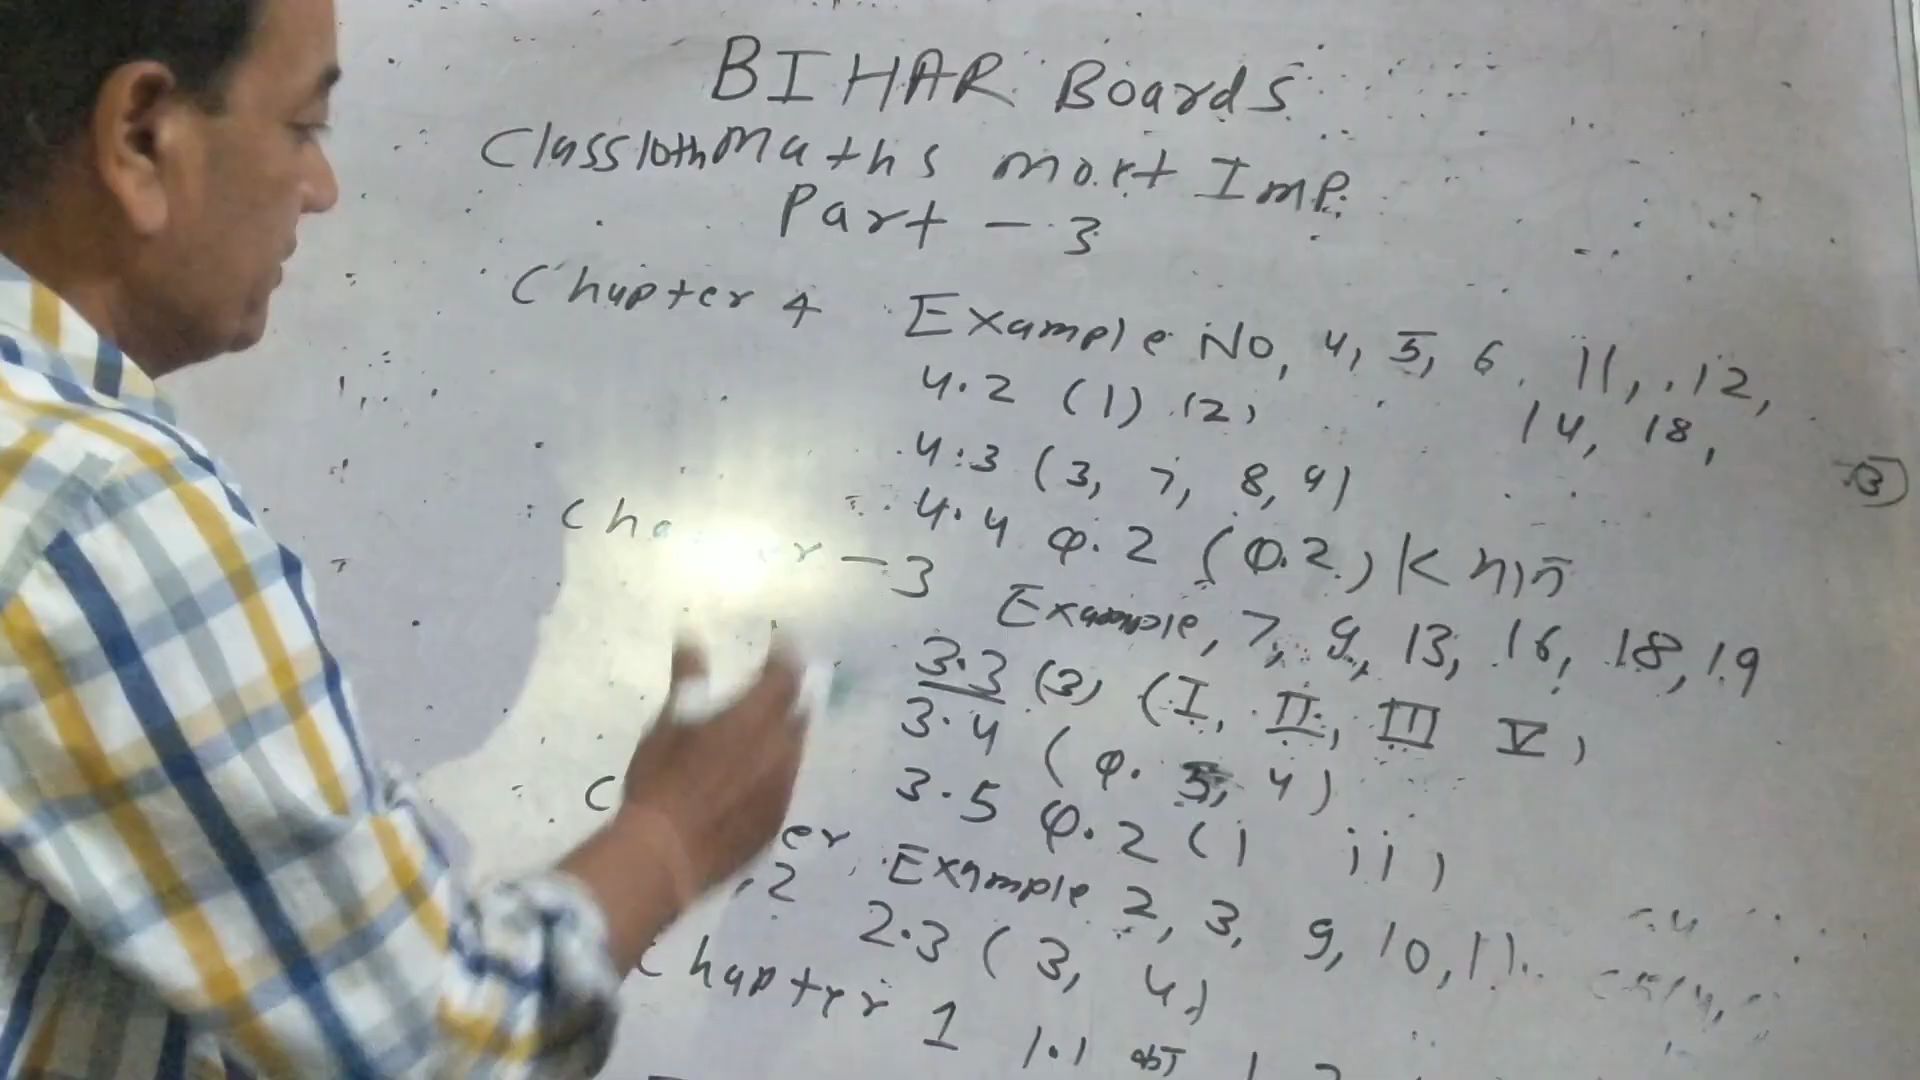 BIHAR Boards
Class 10th Maths most Imp.
Part - 3
Chapter 4 Example No, 4, 5, 6, 11, 12,
14, 18,
4.2 (1) (2)
4.3 (3, 7, 8, 9)
(3)
4.4 Q.2 (Q.2)
-3
Example, 7, 9, 13, 16, 18, 19
3.3 (3) (I, II, III V)
3.4 (Q. 5, 4)
3.5 Q.2 (i ii)
Example 2, 3, 9, 10, 11
2
2.3 (3, 4)
Chapter 1 1.1 obj